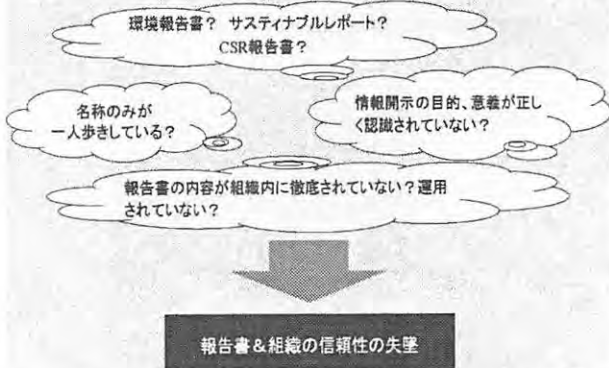 環境報告書？ サスティナブルレポート？
CSR報告書？
名称のみが
一人歩きしている？
情報開示の目的、意義が正し
く認識されていない？
報告書の内容が組織内に徹底されていない？運用
されていない？
報告書＆組織の信頼性の失墜